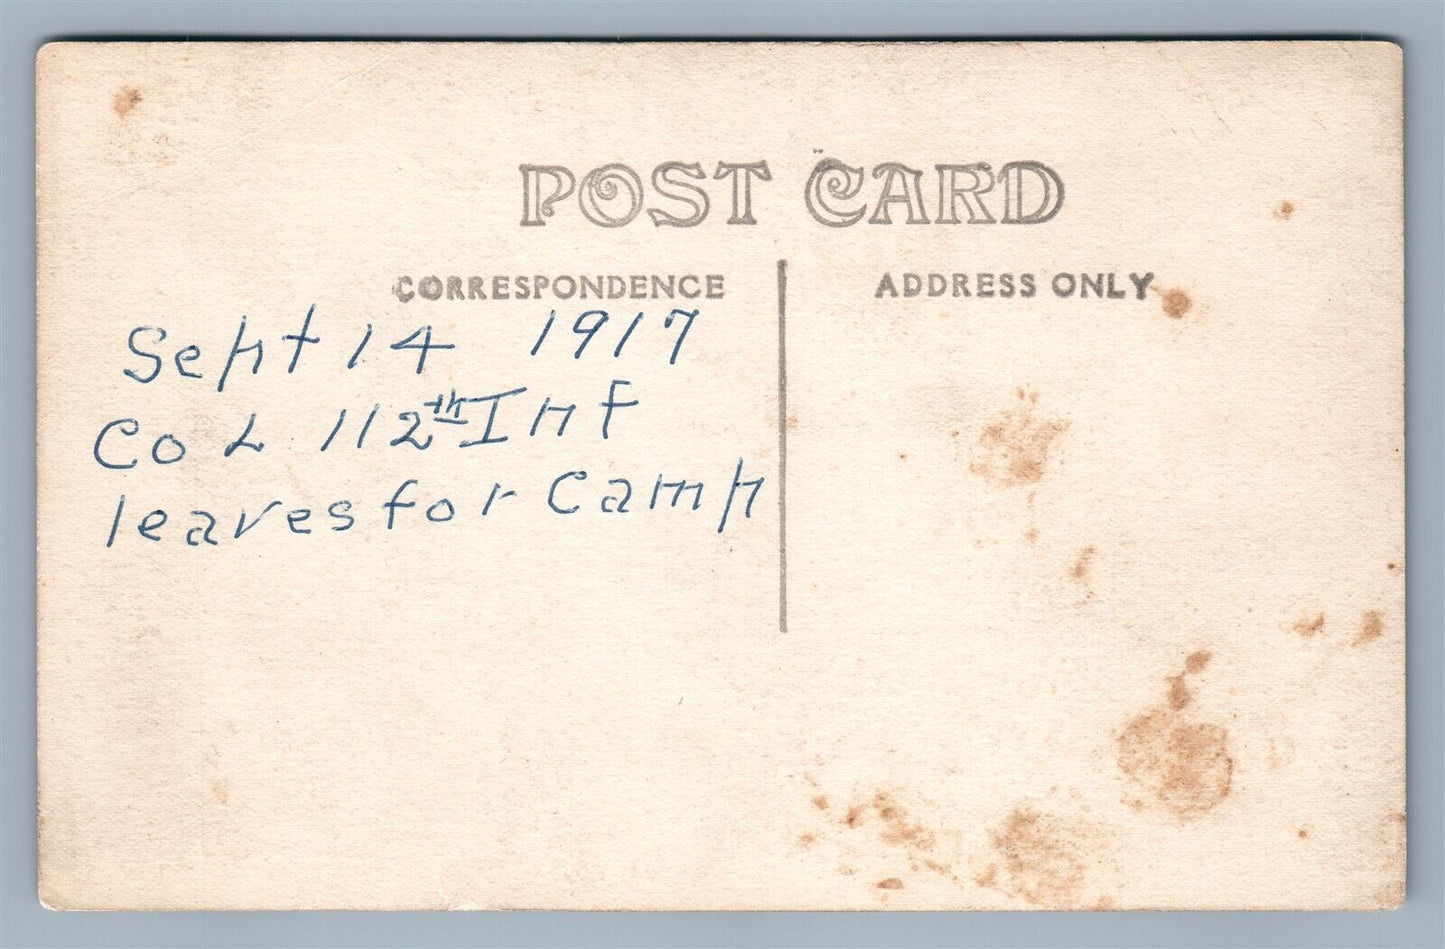 POST CARD
CORRESPONDENCE
ADDRESS ONLY
Sept 14 1917
Co L 112th Inf
leaves for Camp